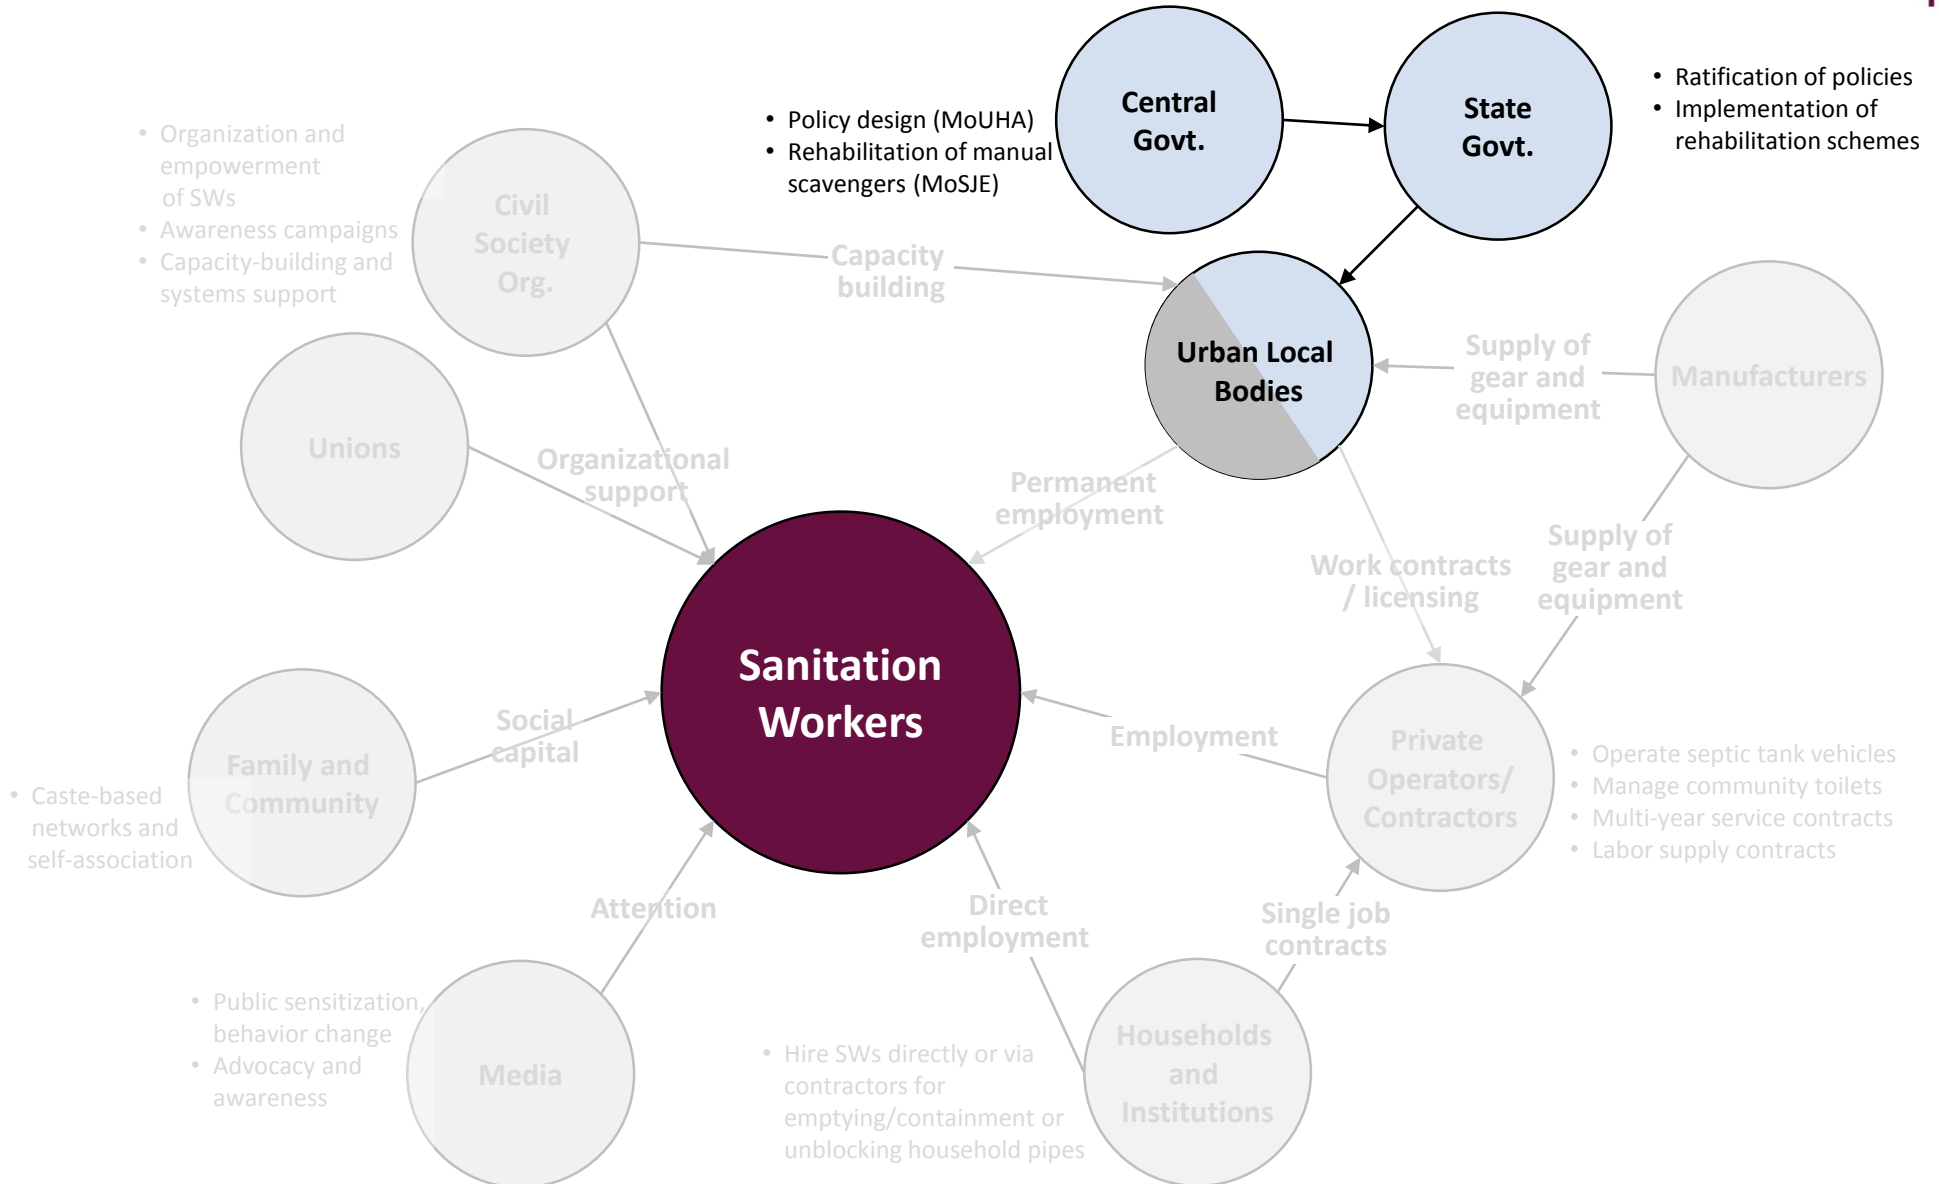 Central
Govt.
State
Govt.
• Policy design (MoUHA)
• Rehabilitation of manual
scavengers (MoSJE)
• Ratification of policies
• Implementation of
rehabilitation schemes
• Organization and
empowerment
of SWs
• Awareness campaigns
• Capacity-building and
systems support
Civil
Society
Org.
Capacity
building
Urban Local
Bodies
Supply of
gear and
equipment
Manufacturers
Unions
Organizational
support
Permanent
employment
Work contracts
/ licensing
Supply of
gear and
equipment
Sanitation
Workers
Social
capital
Family and
Community
• Caste-based
networks and
self-association
Employment
Private
Operators/
Contractors
• Operate septic tank vehicles
• Manage community toilets
• Multi-year service contracts
• Labor supply contracts
Attention
Direct
employment
Single job
contracts
• Public sensitization,
behavior change
• Advocacy and
awareness
Media
• Hire SWs directly or via
contractors for
emptying/containment or
unblocking household pipes
Households
and
Institutions